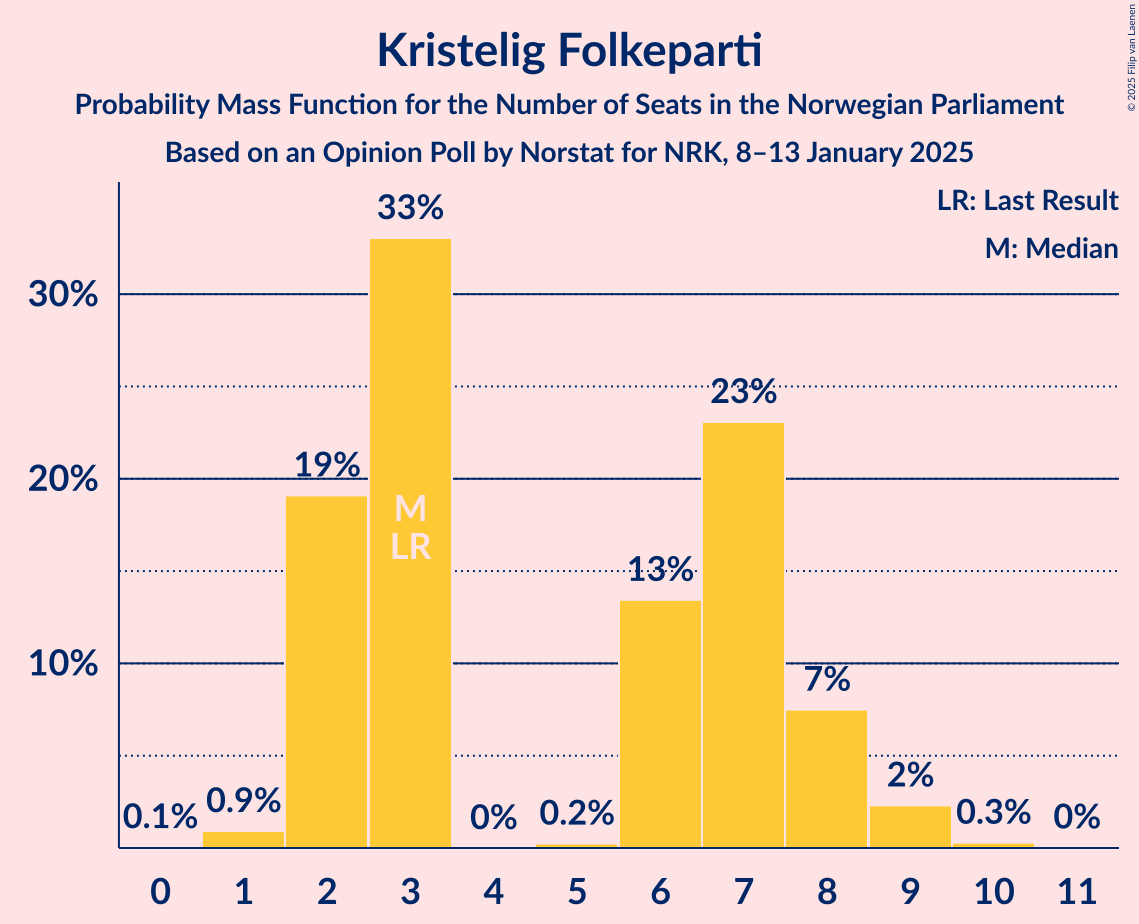 Kristelig Folkeparti
Probability Mass Function for the Number of Seats in the Norwegian Parliament
Based on an Opinion Poll by Norstat for NRK, 8–13 January 2025
© 2025 Filip van Laenen
LR: Last Result
M: Median
30%
20%
10%
0.1%
0.9%
19%
33%
M
LR
0%
0.2%
13%
23%
7%
2%
0.3%
0%
0 1 2 3 4 5 6 7 8 9 10 11